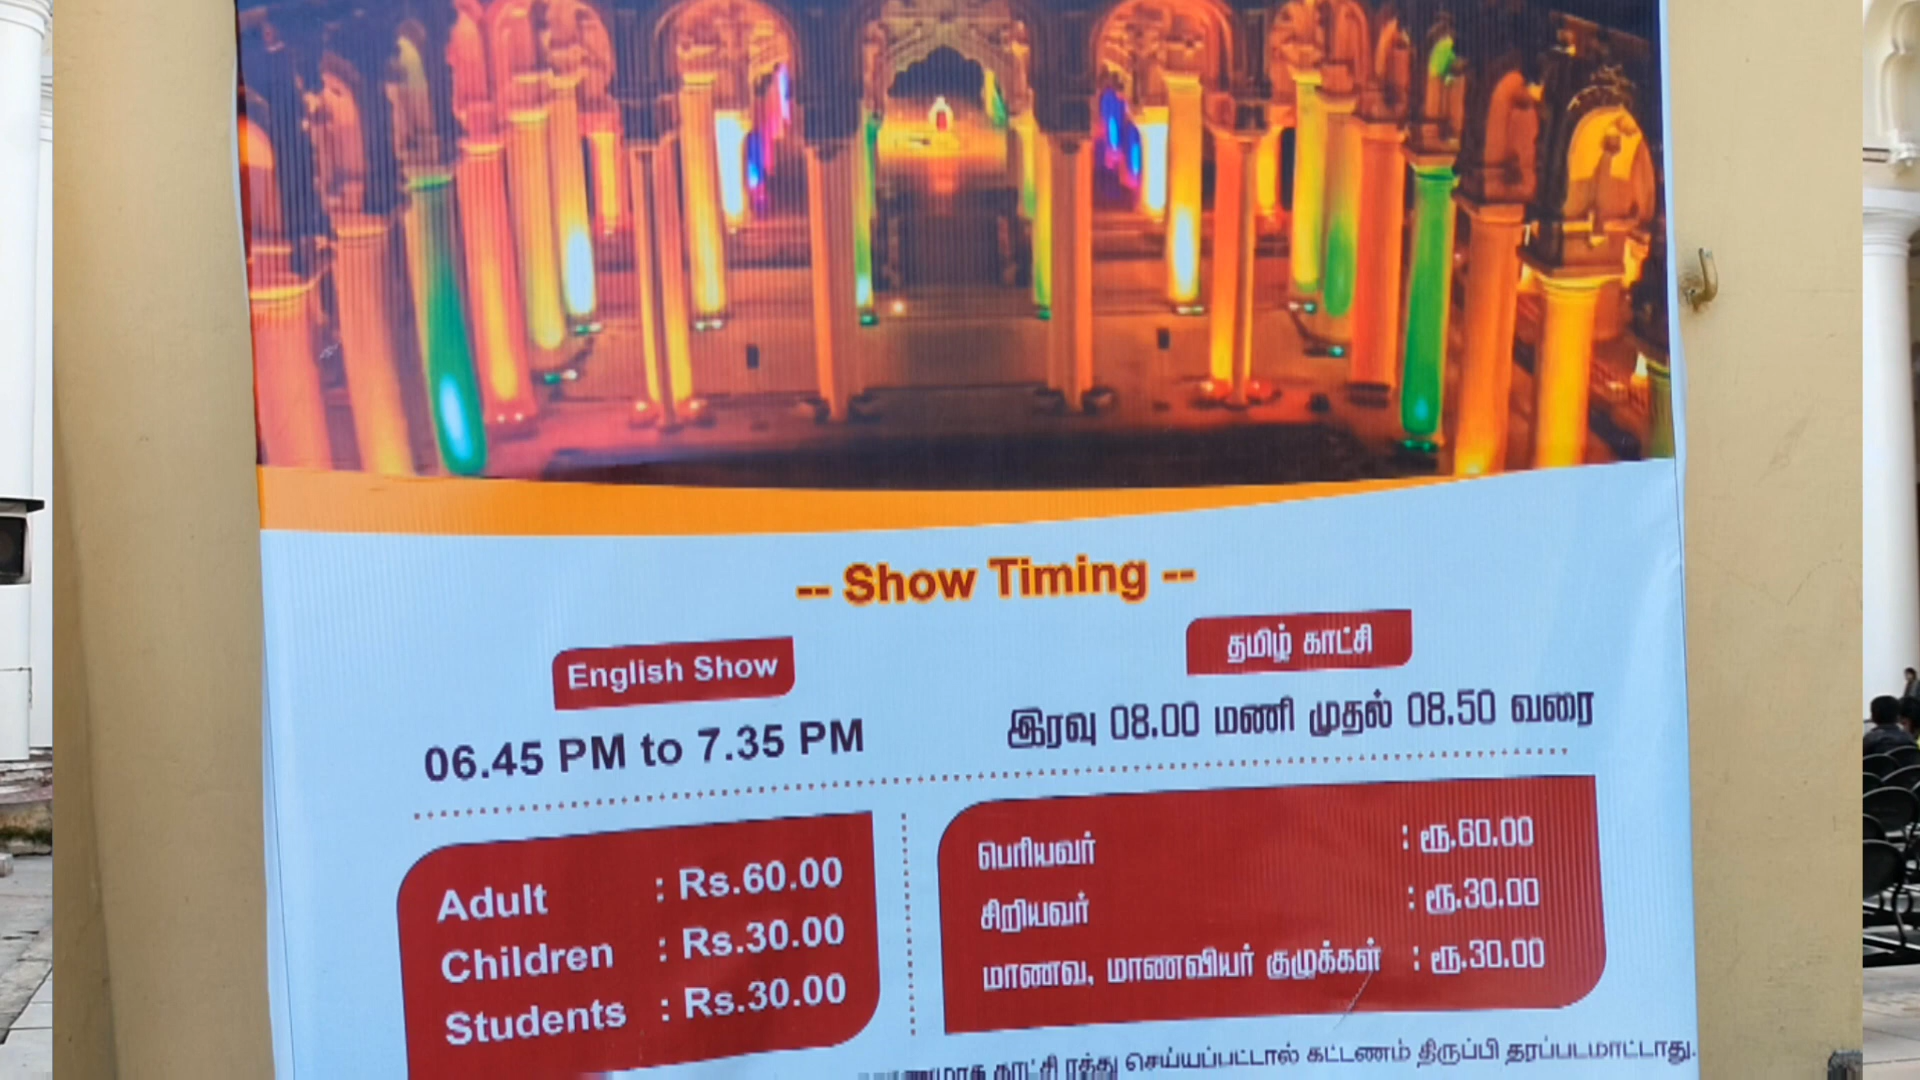 -- Show Timing --
English Show
தமிழ் காட்சி
06.45 PM to 7.35 PM
இரவு 08.00 மணி முதல் 08.50 வரை
Adult : Rs.60.00
Children : Rs.30.00
Students : Rs.30.00
பெரியவர் : ரூ.60.00
சிறியவர் : ரூ.30.00
மாணவ, மாணவியர் குழுக்கள் : ரூ.30.00
காட்சி ரத்து செய்யப்பட்டால் கட்டணம் திருப்பி தரப்படமாட்டாது.